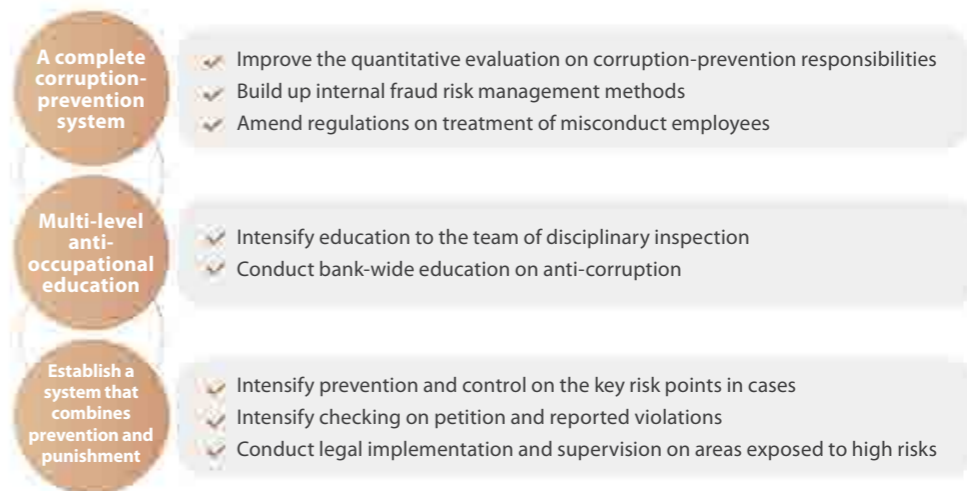 A complete
corruption-
prevention
system
Improve the quantitative evaluation on corruption-prevention responsibilities
Build up internal fraud risk management methods
Amend regulations on treatment of misconduct employees
Multi-level
anti-
occupational
education
Intensify education to the team of disciplinary inspection
Conduct bank-wide education on anti-corruption
Establish a
system that
combines
prevention and
punishment
Intensify prevention and control on the key risk points in cases
Intensify checking on petition and reported violations
Conduct legal implementation and supervision on areas exposed to high risks